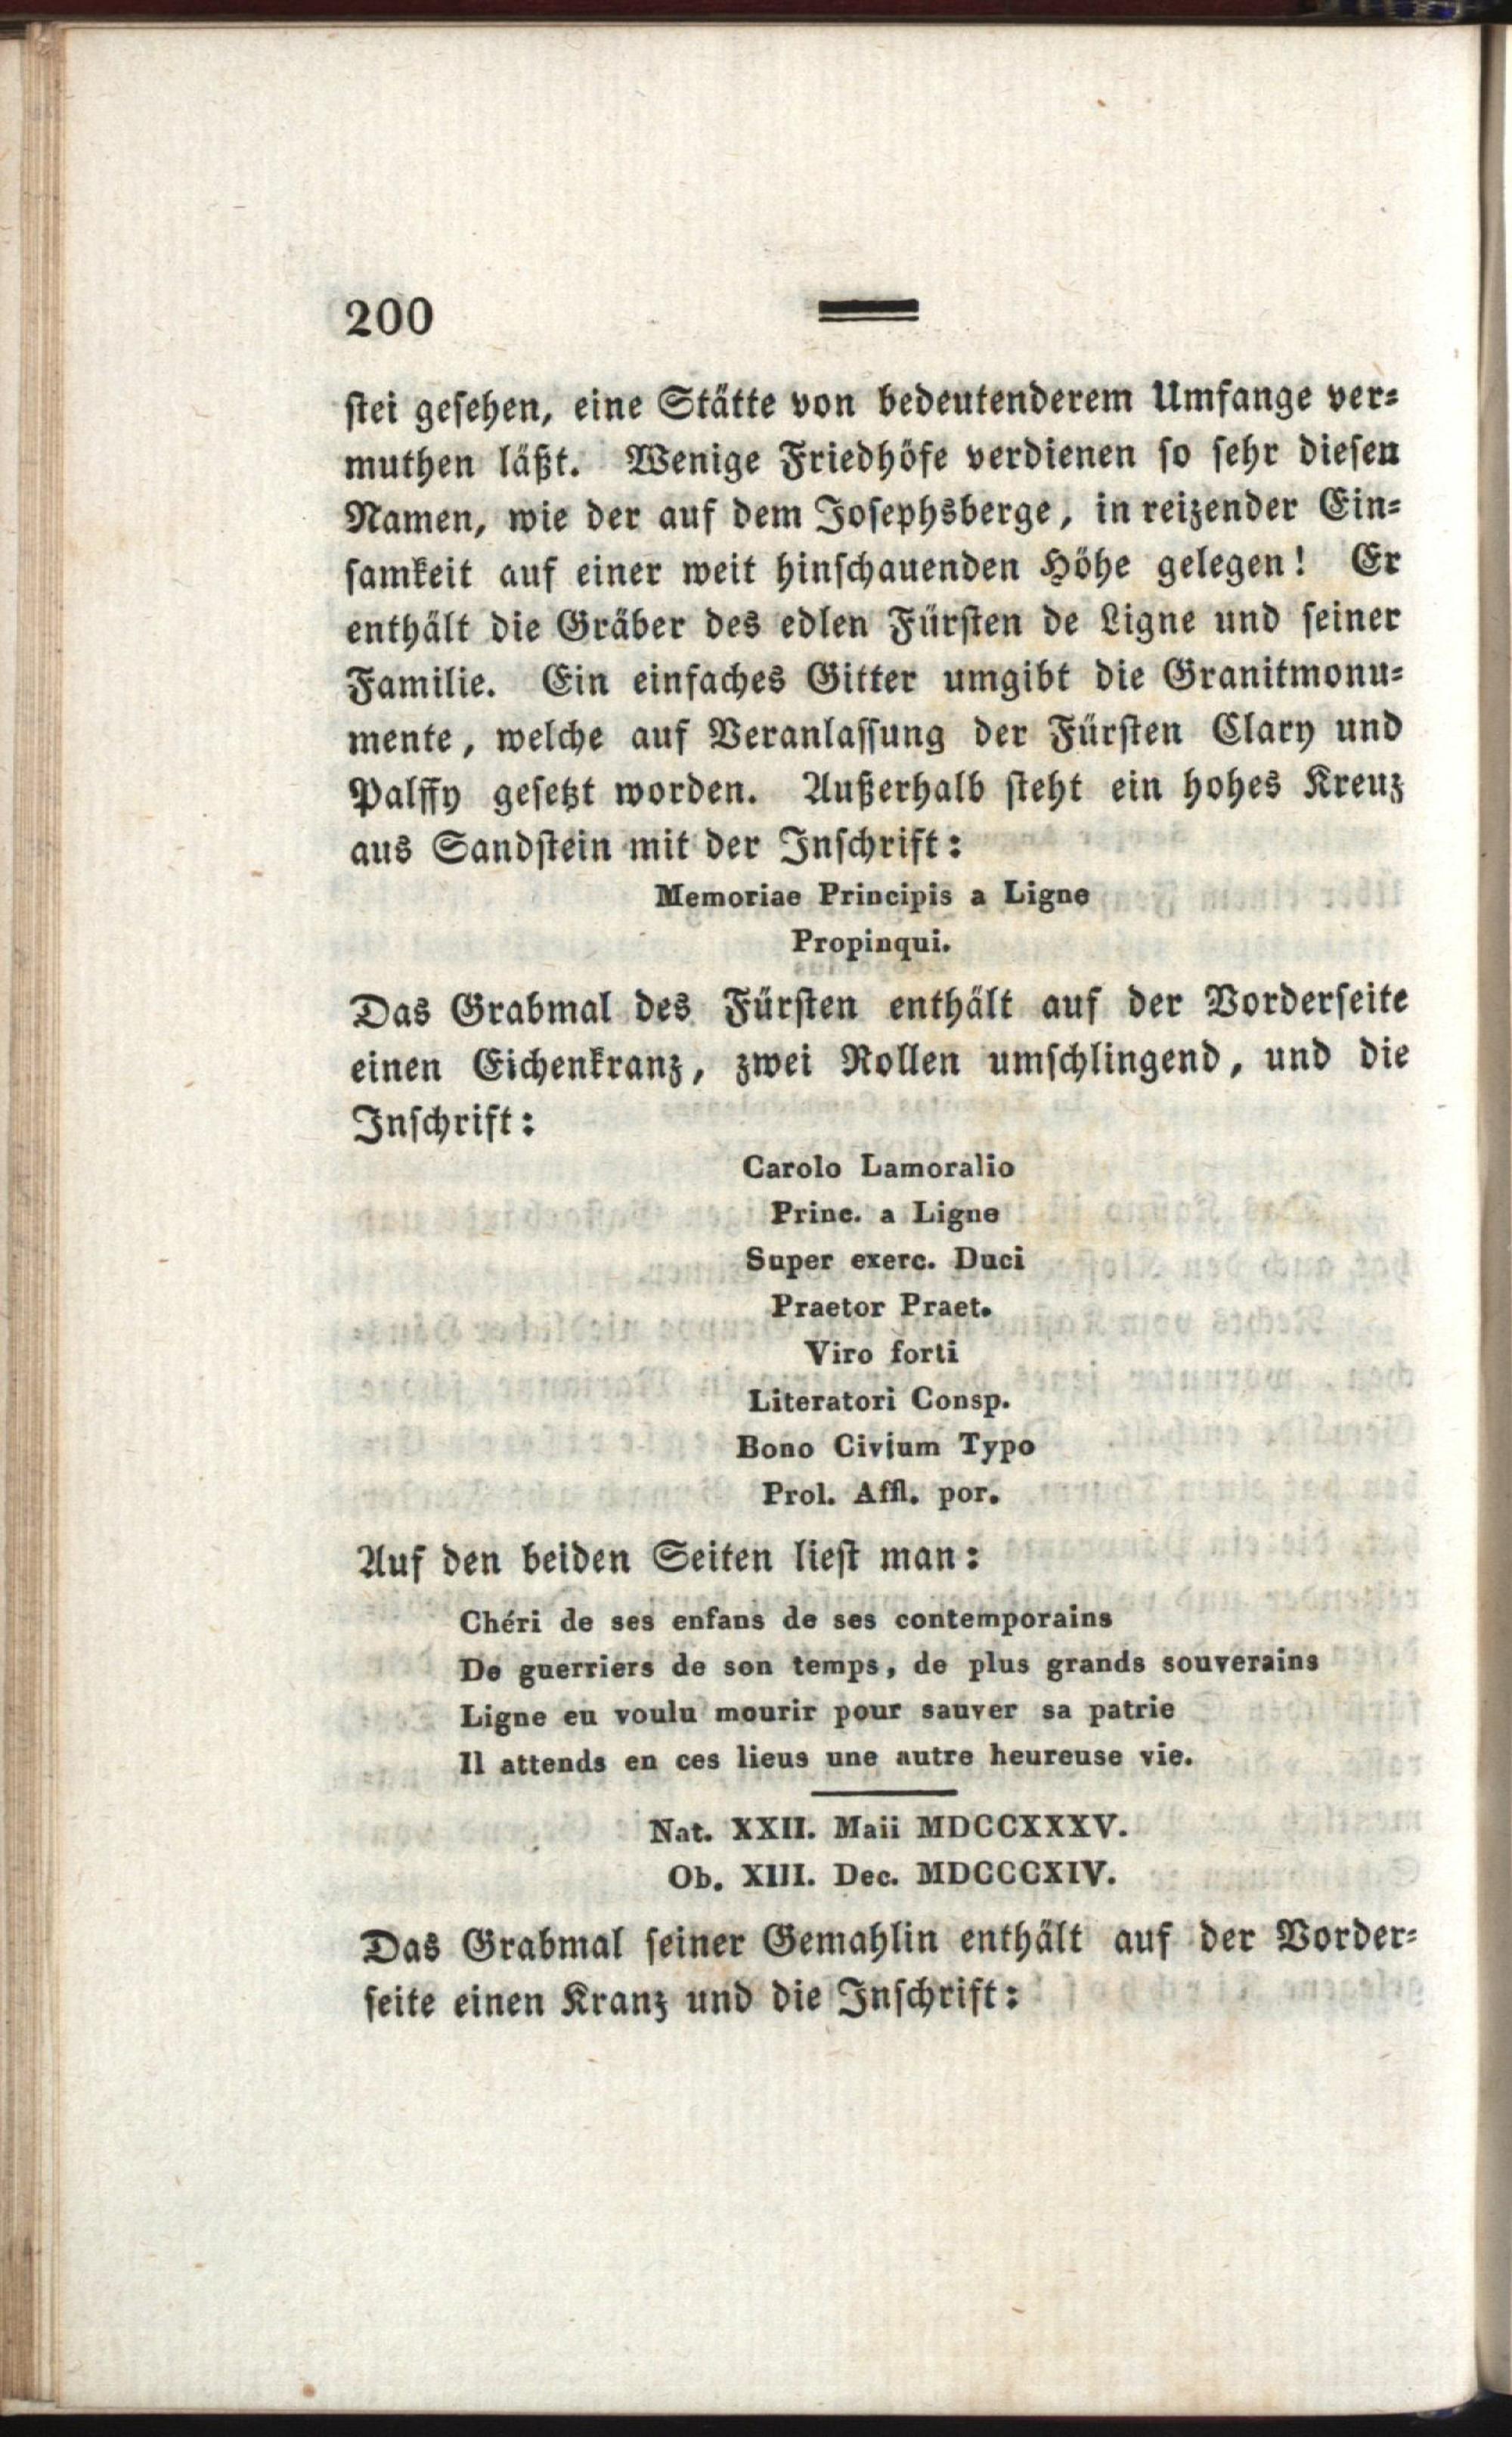 200
stei gesehen, eine Stätte von bedeutenderem Umfange ver-
muthen läßt. Wenige Friedhöfe verdienen so sehr diesen
Namen, wie der auf dem Josephsberge, in reizender Ein-
samkeit auf einer weit hinschauenden Höhe gelegen! Er
enthält die Gräber des edlen Fürsten de Ligne und seiner
Familie. Ein einfaches Gitter umgibt die Granitmonu-
mente, welche auf Veranlassung der Fürsten Clary und
Palffy gesetzt worden. Außerhalb steht ein hohes Kreuz
aus Sandstein mit der Inschrift:
Memoriae Principis a Ligne
Propinqui.
Das Grabmal des Fürsten enthält auf der Vorderseite
einen Eichenkranz, zwei Rollen umschlingend, und die
Inschrift:
Carolo Lamoralio
Princ. a Ligne
Super exerc. Duci
Praetor Praet.
Viro forti
Literatori Consp.
Bono Civium Typo
Prol. Affl. por.
Auf den beiden Seiten liest man:
Chéri de ses enfans de ses contemporains
De guerriers de son temps, de plus grands souverains
Ligne eu voulu mourir pour sauver sa patrie
Il attends en ces lieus une autre heureuse vie.
Nat. XXII. Maii MDCCXXXV.
Ob. XIII. Dec. MDCCCXIV.
Das Grabmal seiner Gemahlin enthält auf der Vorder-
seite einen Kranz und die Inschrift: